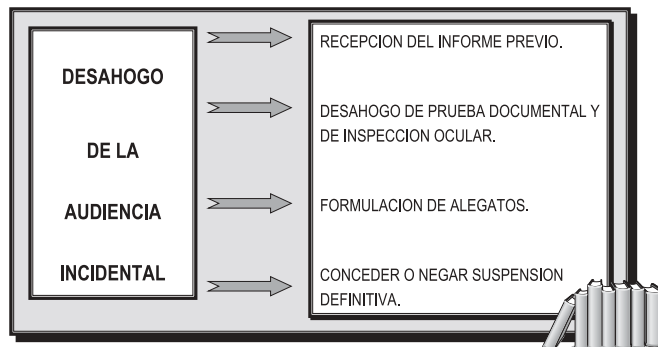 DESAHOGO
DE LA
AUDIENCIA
INCIDENTAL
RECEPCION DEL INFORME PREVIO.
DESAHOGO DE PRUEBA DOCUMENTAL Y
DE INSPECCION OCULAR.
FORMULACION DE ALEGATOS.
CONCEDER O NEGAR SUSPENSION
DEFINITIVA.